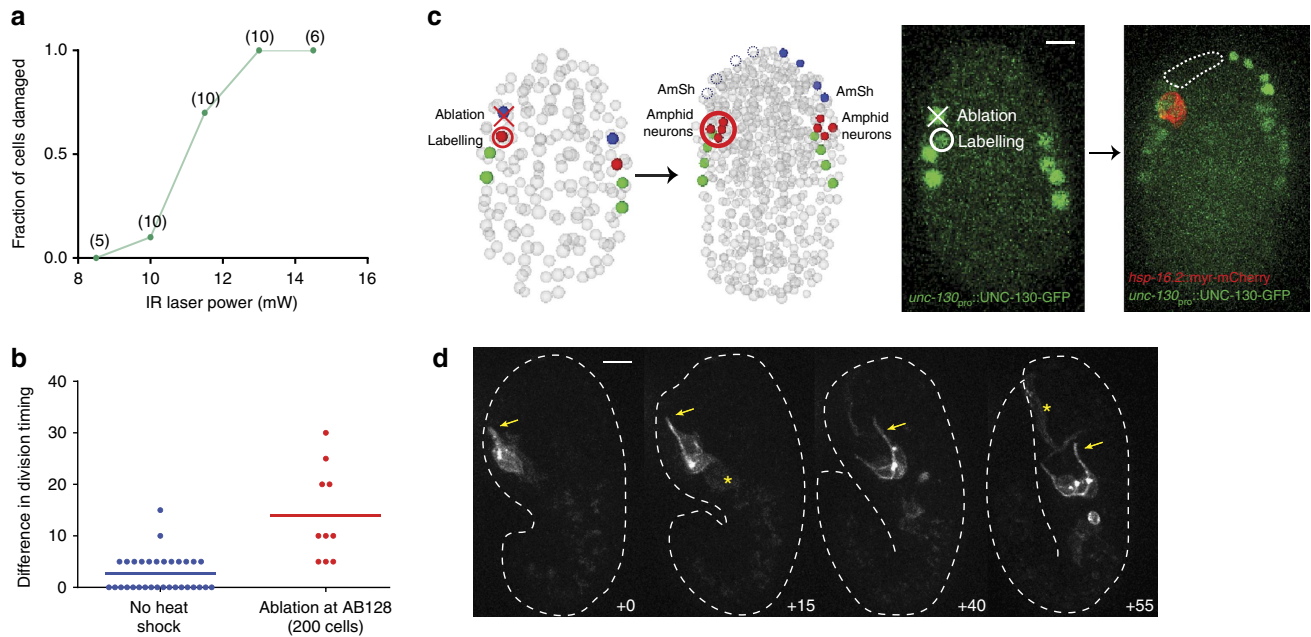 a
Fraction of cells damaged
1.0
0.5
0.0
(5)
(10)
(10)
(10)
(6)
8
10
12
14
16
IR laser power (mW)
b
Difference in division timing
40
30
20
10
0
No heat
shock
Ablation at AB128
(200 cells)
c
Ablation
Labelling
AmSh
Amphid
neurons
AmSh
Amphid
neurons
Ablation
Labelling
unc-130pro::UNC-130-GFP
hsp-16.2:myr-mCherry
unc-130pro::UNC-130-GFP
d
+0
+15
+40
+55